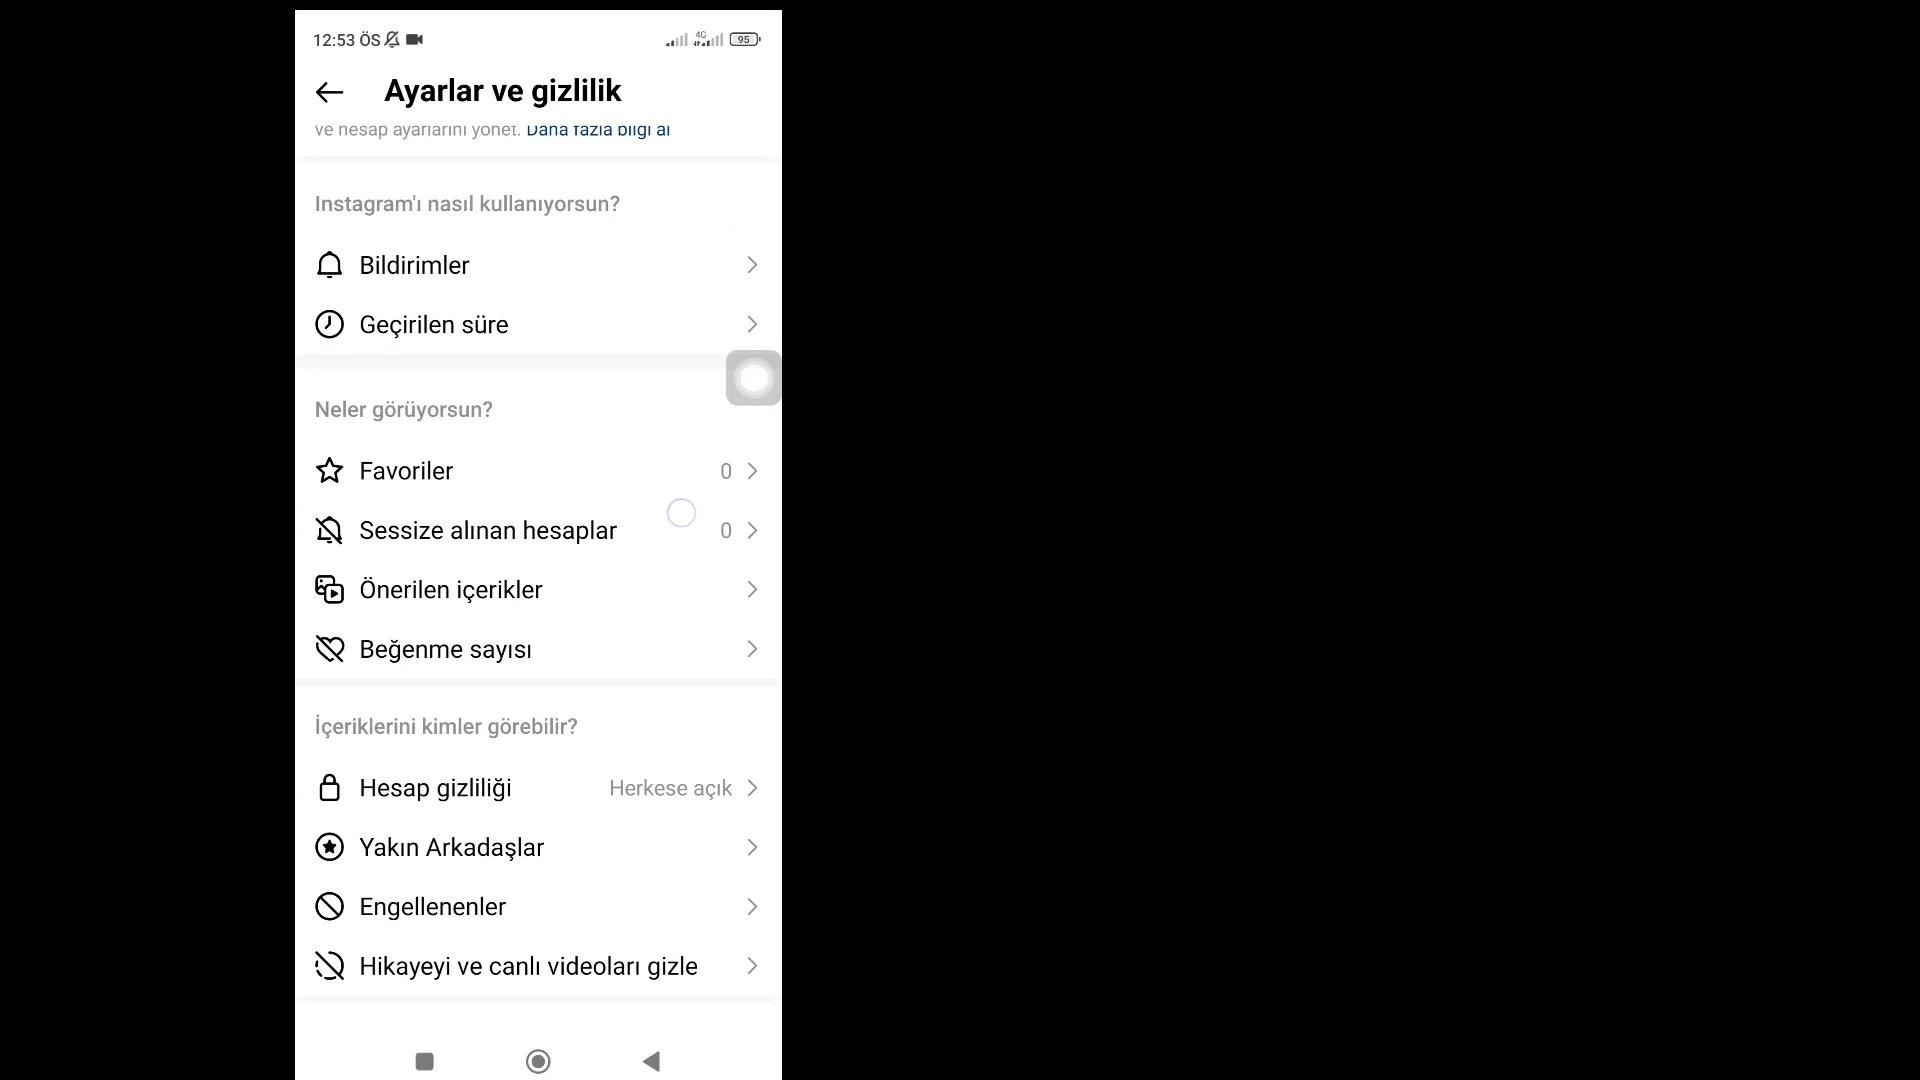 12:53 ÖS
4G
95
Ayarlar ve gizlilik
ve hesap ayarlarını yönet. Daha fazla bilgi al
Instagram'ı nasıl kullanıyorsun?
Bildirimler
Geçirilen süre
Neler görüyorsun?
Favoriler 0
Sessize alınan hesaplar 0
Önerilen içerikler
Beğenme sayısı
İçeriklerini kimler görebilir?
Hesap gizliliği Herkese açık
Yakın Arkadaşlar
Engellenenler
Hikayeyi ve canlı videoları gizle